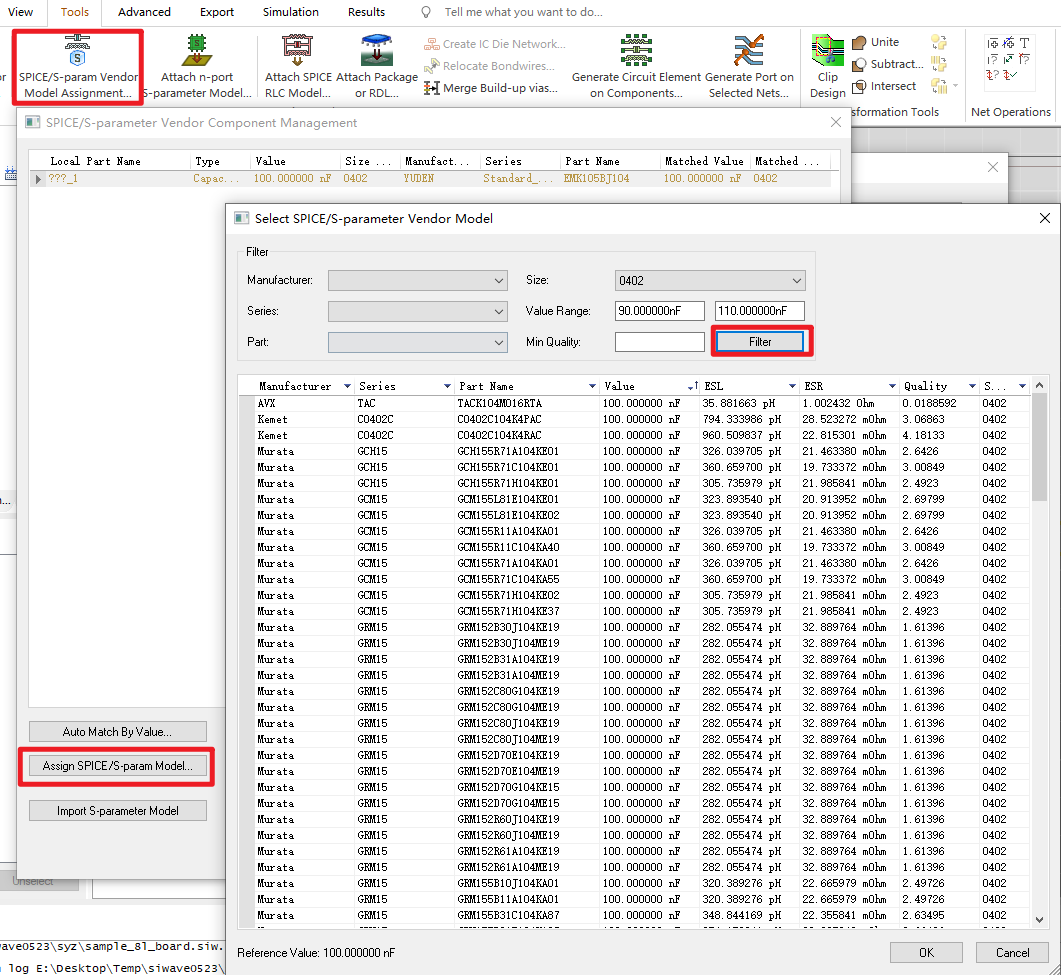 View Tools Advanced Export Simulation Results Tell me what you want to do...
SPICE/S-param Vendor
Model Assignment...
Attach n-port
S-parameter Model...
Attach SPICE
RLC Model...
Attach Package
or RDL...
Create IC Die Network...
Relocate Bondwires...
Merge Build-up vias...
Generate Circuit Element
on Components...
Generate Port on
Selected Nets...
Clip
Design
Unite
Subtract...
Intersect
sformation Tools
Net Operations
SPICE/S-parameter Vendor Component Management
Local Part Name Type Value Size ... Manufact... Series Part Name Matched Value Matched ...
???_1 Capac... 100.000000 nF 0402 YUDEN Standard_... EMK105BJ104 100.000000 nF 0402
Select SPICE/S-parameter Vendor Model
Filter
Manufacturer: Size: 0402
Series: Value Range: 90.000000nF 110.000000nF
Part: Min Quality: Filter
Manufacturer Series Part Name Value ESL ESR Quality S...
AVX TAC TACK104M016RTA 100.000000 nF 35.881663 pH 1.002432 Ohm 0.0188592 0402
Kemet C0402C C0402C104K4PAC 100.000000 nF 794.333986 pH 28.523272 mOhm 3.06863 0402
Kemet C0402C C0402C104K4RAC 100.000000 nF 960.509837 pH 22.815301 mOhm 4.18133 0402
Murata GCH15 GCH155R71A104KE01 100.000000 nF 326.039705 pH 21.463380 mOhm 2.6426 0402
Murata GCH15 GCH155R71C104KE01 100.000000 nF 360.659700 pH 19.733372 mOhm 3.00849 0402
Murata GCH15 GCH155R71H104KE01 100.000000 nF 305.735979 pH 21.985841 mOhm 2.4923 0402
Murata GCM15 GCM155L81E104KE01 100.000000 nF 323.893540 pH 20.913952 mOhm 2.69799 0402
Murata GCM15 GCM155L81E104KE02 100.000000 nF 323.893540 pH 20.913952 mOhm 2.69799 0402
Murata GCM15 GCM155R11A104KA01 100.000000 nF 326.039705 pH 21.463380 mOhm 2.6426 0402
Murata GCM15 GCM155R11C104KA40 100.000000 nF 360.659700 pH 19.733372 mOhm 3.00849 0402
Murata GCM15 GCM155R71A104KA01 100.000000 nF 326.039705 pH 21.463380 mOhm 2.6426 0402
Murata GCM15 GCM155R71C104KA55 100.000000 nF 360.659700 pH 19.733372 mOhm 3.00849 0402
Murata GCM15 GCM155R71H104KE02 100.000000 nF 305.735979 pH 21.985841 mOhm 2.4923 0402
Murata GCM15 GCM155R71H104KE37 100.000000 nF 305.735979 pH 21.985841 mOhm 2.4923 0402
Murata GRM15 GRM152B30J104KE19 100.000000 nF 282.055474 pH 32.889764 mOhm 1.61396 0402
Murata GRM15 GRM152B30J104ME19 100.000000 nF 282.055474 pH 32.889764 mOhm 1.61396 0402
Murata GRM15 GRM152B31A104KE19 100.000000 nF 282.055474 pH 32.889764 mOhm 1.61396 0402
Murata GRM15 GRM152B31A104ME19 100.000000 nF 282.055474 pH 32.889764 mOhm 1.61396 0402
Murata GRM15 GRM152C80G104KE19 100.000000 nF 282.055474 pH 32.889764 mOhm 1.61396 0402
Murata GRM15 GRM152C80G104ME19 100.000000 nF 282.055474 pH 32.889764 mOhm 1.61396 0402
Murata GRM15 GRM152C80J104KE19 100.000000 nF 282.055474 pH 32.889764 mOhm 1.61396 0402
Murata GRM15 GRM152C80J104ME19 100.000000 nF 282.055474 pH 32.889764 mOhm 1.61396 0402
Murata GRM15 GRM152D70E104KE19 100.000000 nF 282.055474 pH 32.889764 mOhm 1.61396 0402
Murata GRM15 GRM152D70E104ME19 100.000000 nF 282.055474 pH 32.889764 mOhm 1.61396 0402
Murata GRM15 GRM152D70G104KE15 100.000000 nF 282.055474 pH 32.889764 mOhm 1.61396 0402
Murata GRM15 GRM152D70G104ME15 100.000000 nF 282.055474 pH 32.889764 mOhm 1.61396 0402
Murata GRM15 GRM152R60J104KE19 100.000000 nF 282.055474 pH 32.889764 mOhm 1.61396 0402
Murata GRM15 GRM152R60J104ME19 100.000000 nF 282.055474 pH 32.889764 mOhm 1.61396 0402
Murata GRM15 GRM152R61A104KE19 100.000000 nF 282.055474 pH 32.889764 mOhm 1.61396 0402
Murata GRM15 GRM152R61A104ME19 100.000000 nF 282.055474 pH 32.889764 mOhm 1.61396 0402
Murata GRM15 GRM155B10J104KA01 100.000000 nF 320.389276 pH 22.665979 mOhm 2.49726 0402
Murata GRM15 GRM155B11A104KA01 100.000000 nF 320.389276 pH 22.665979 mOhm 2.49726 0402
Murata GRM15 GRM155B31C104KA87 100.000000 nF 348.844169 pH 22.355841 mOhm 2.63495 0402
Auto Match By Value...
Assign SPICE/S-param Model...
Import S-parameter Model
Unselect
wave0523\syz\sample_8l_board.siw.
log E:\Desktop\Temp\siwave0523\
Reference Value: 100.000000 nF
OK Cancel